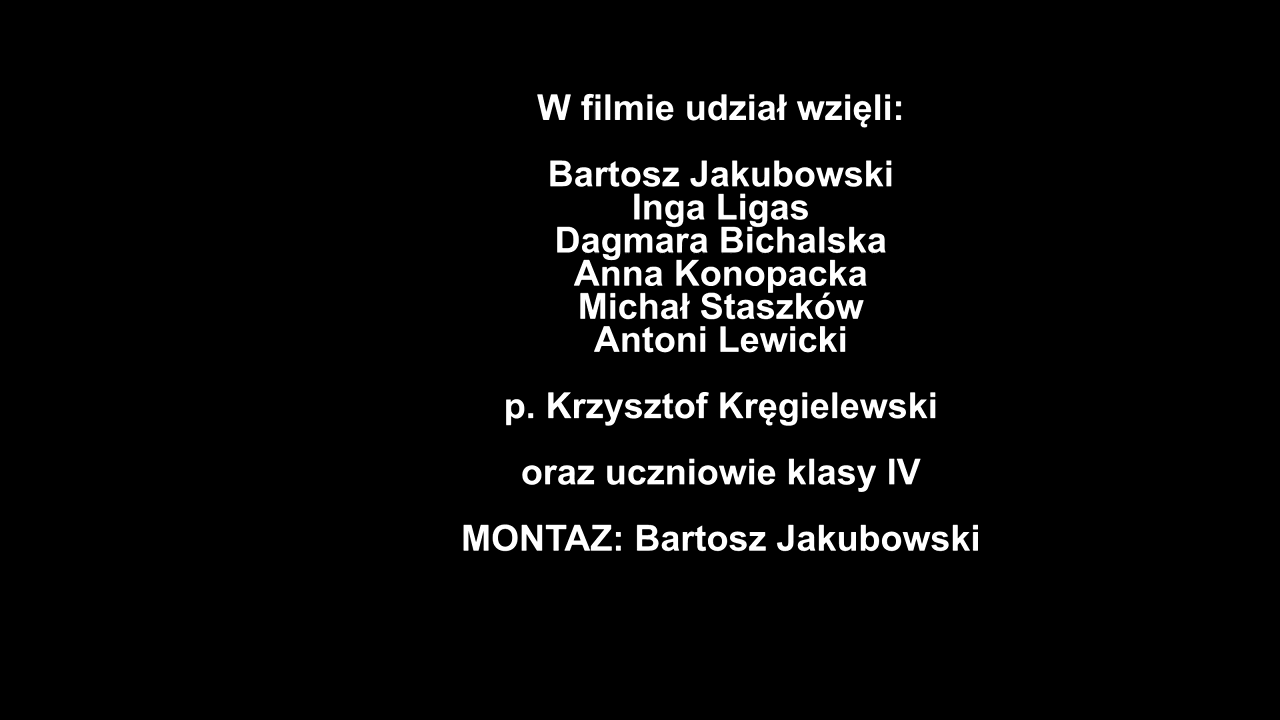 W filmie udział wzięli:
Bartosz Jakubowski
Inga Ligas
Dagmara Bichalska
Anna Konopacka
Michał Staszków
Antoni Lewicki
p. Krzysztof Kręgielewski
oraz uczniowie klasy IV
MONTAZ: Bartosz Jakubowski